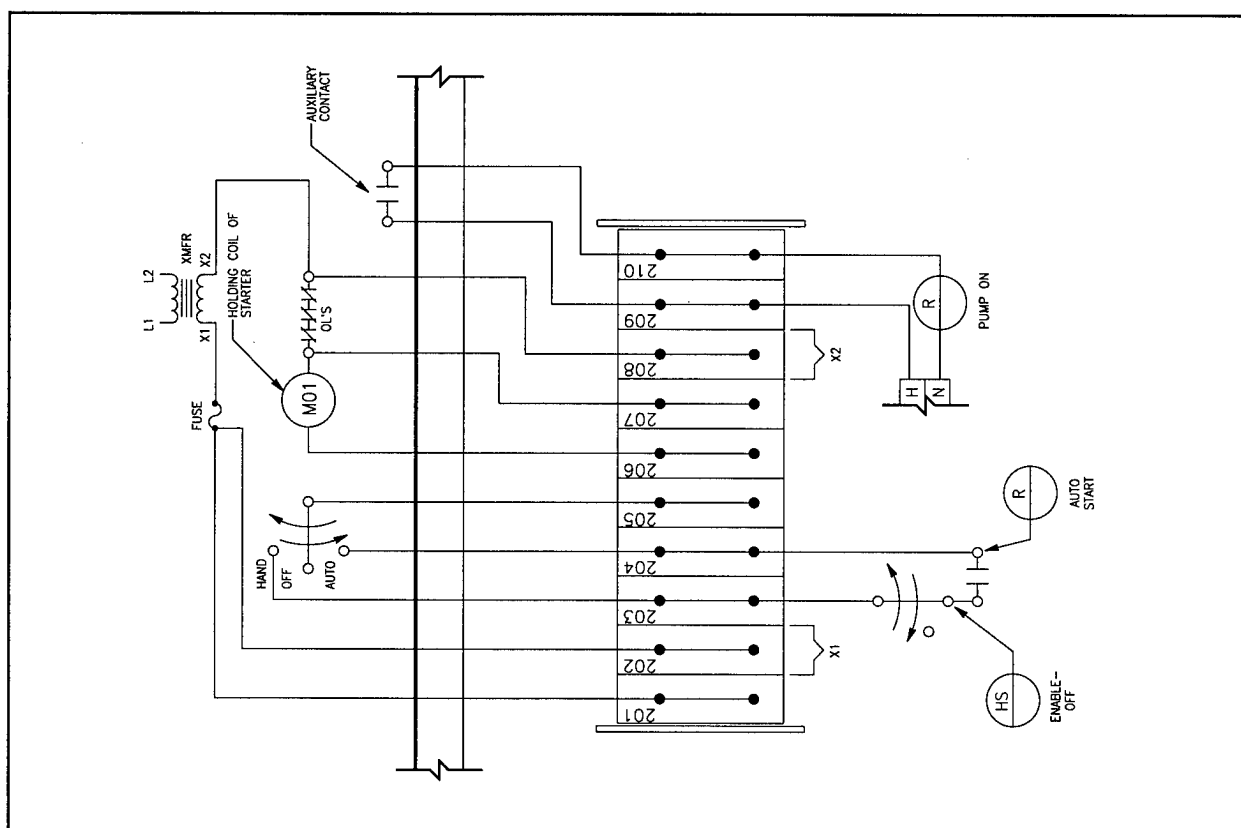 AUXILIARY
CONTACT
L1
L2
XMFR
X1
X2
HOLDING COIL OF
STARTER
FUSE
OL'S
M01
HAND
OFF
AUTO
201
202
203
204
205
206
207
208
209
210
X1
X2
H
N
R
PUMP ON
R
AUTO
START
HS
ENABLE-
OFF